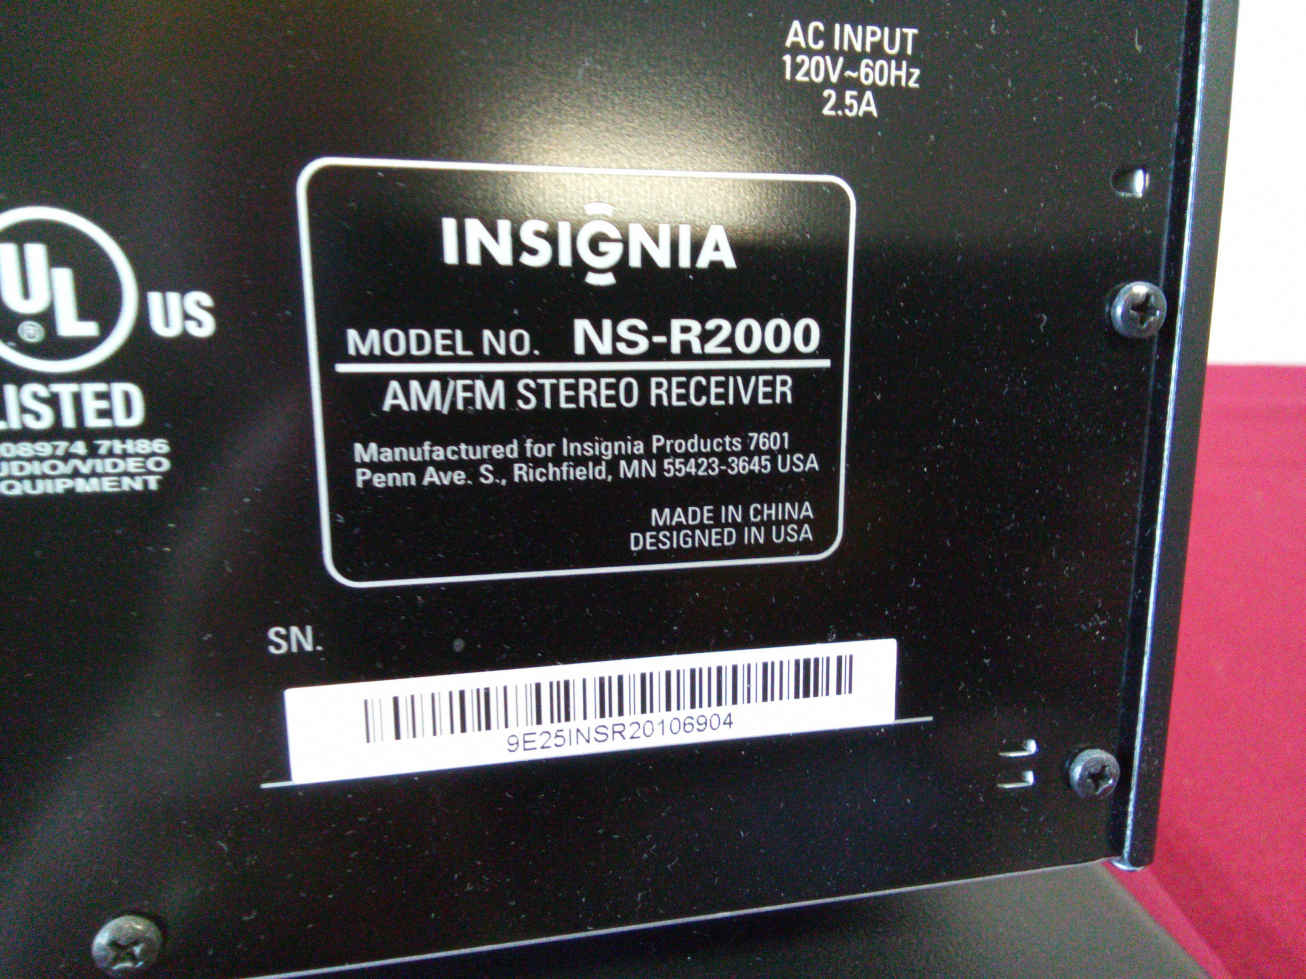 AC INPUT
120V~60Hz
2.5A
INSIGNIA
MODEL NO. NS-R2000
AM/FM STEREO RECEIVER
Manufactured for Insignia Products 7601
Penn Ave. S., Richfield, MN 55423-3645 USA
MADE IN CHINA
DESIGNED IN USA
UL US
®
LISTED
08974 7H86
UDIO/VIDEO
QUIPMENT
SN.
9E25INSR20106904